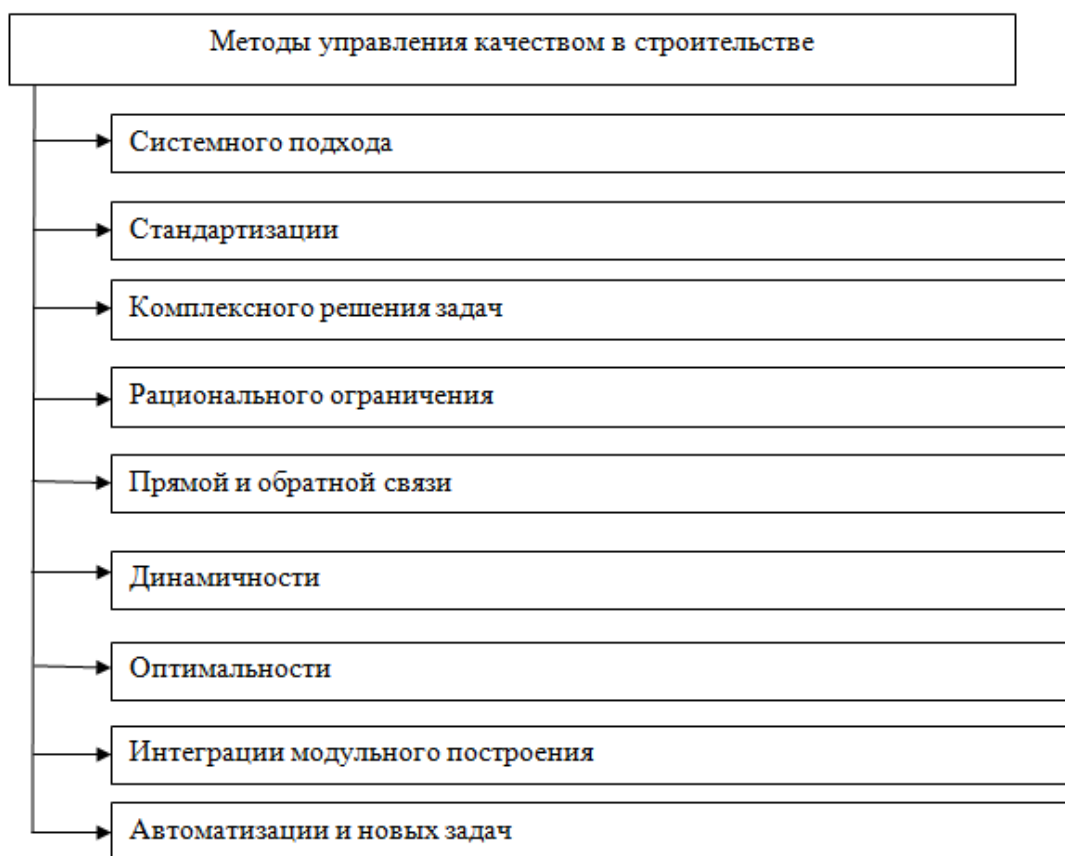 Методы управления качеством в строительстве
Системного подхода
Стандартизации
Комплексного решения задач
Рационального ограничения
Прямой и обратной связи
Динамичности
Оптимальности
Интеграции модульного построения
Автоматизации и новых задач